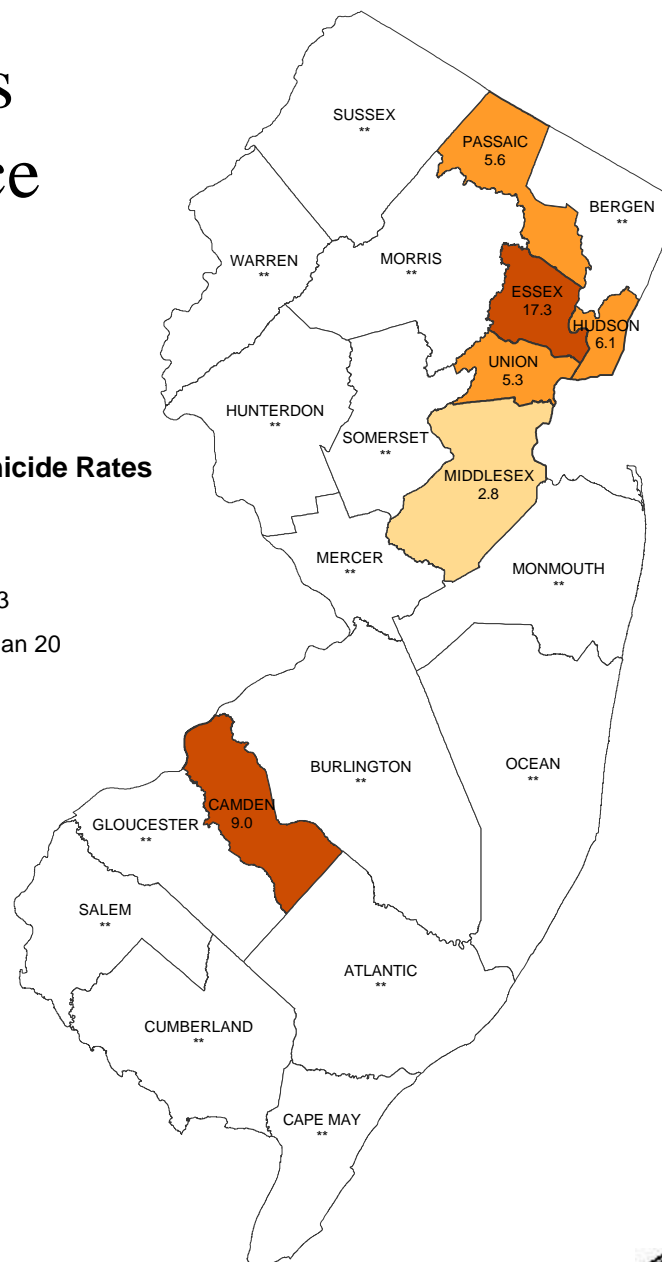 s
ce
SUSSEX
**
PASSAIC
5.6
BERGEN
**
WARREN
**
MORRIS
**
ESSEX
17.3
HUDSON
6.1
UNION
5.3
HUNTERDON
**
SOMERSET
**
nicide Rates
MIDDLESEX
2.8
MERCER
**
MONMOUTH
**
3
an 20
BURLINGTON
**
OCEAN
**
CAMDEN
9.0
GLOUCESTER
**
SALEM
**
ATLANTIC
**
CUMBERLAND
**
CAPE MAY
**